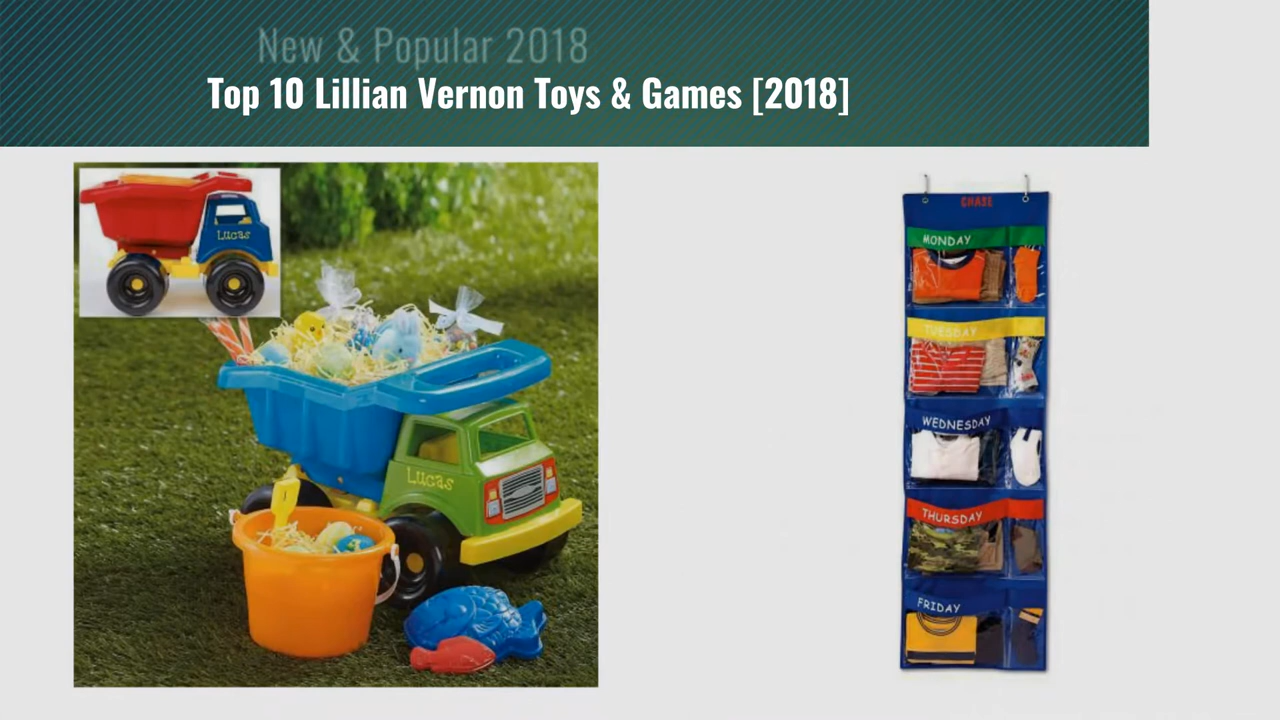 New & Popular 2018
Top 10 Lillian Vernon Toys & Games [2018]
Lucas
Lucas
CHASE
MONDAY
TUESDAY
WEDNESDAY
THURSDAY
FRIDAY